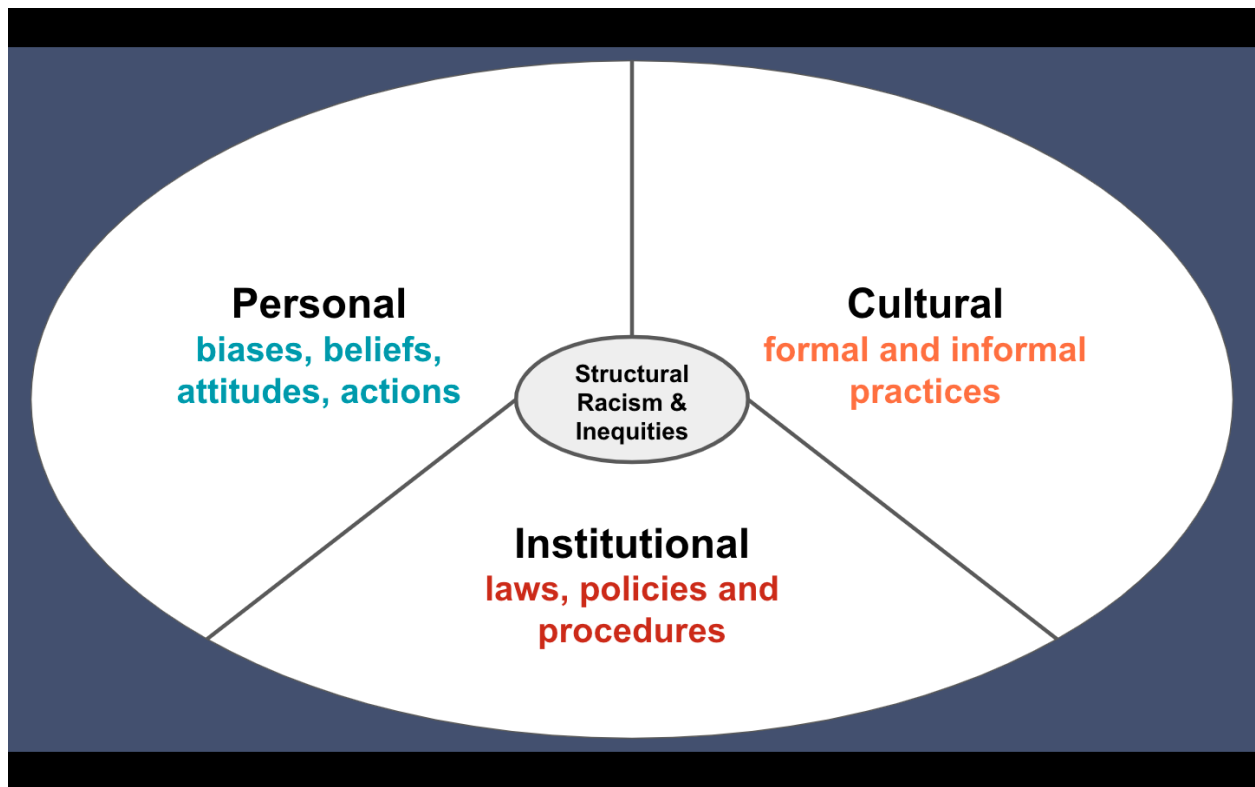 Personal
biases, beliefs,
attitudes, actions
Cultural
formal and informal
practices
Structural
Racism &
Inequities
Institutional
laws, policies and
procedures